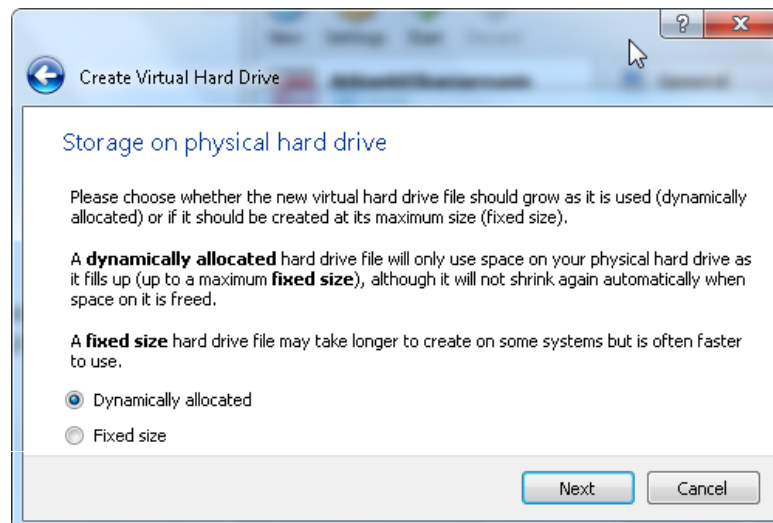 ?
Create Virtual Hard Drive
Storage on physical hard drive
Please choose whether the new virtual hard drive file should grow as it is used (dynamically
allocated) or if it should be created at its maximum size (fixed size).
A dynamically allocated hard drive file will only use space on your physical hard drive as
it fills up (up to a maximum fixed size), although it will not shrink again automatically when
space on it is freed.
A fixed size hard drive file may take longer to create on some systems but is often faster
to use.
Dynamically allocated
Fixed size
Next Cancel